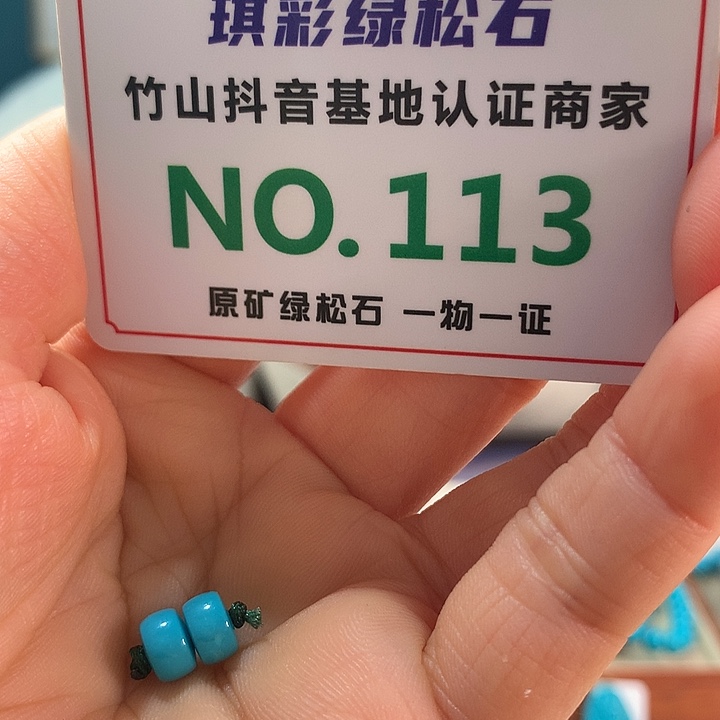 琪彩绿松石
竹山抖音基地认证商家
NO.113
原矿绿松石 一物一证